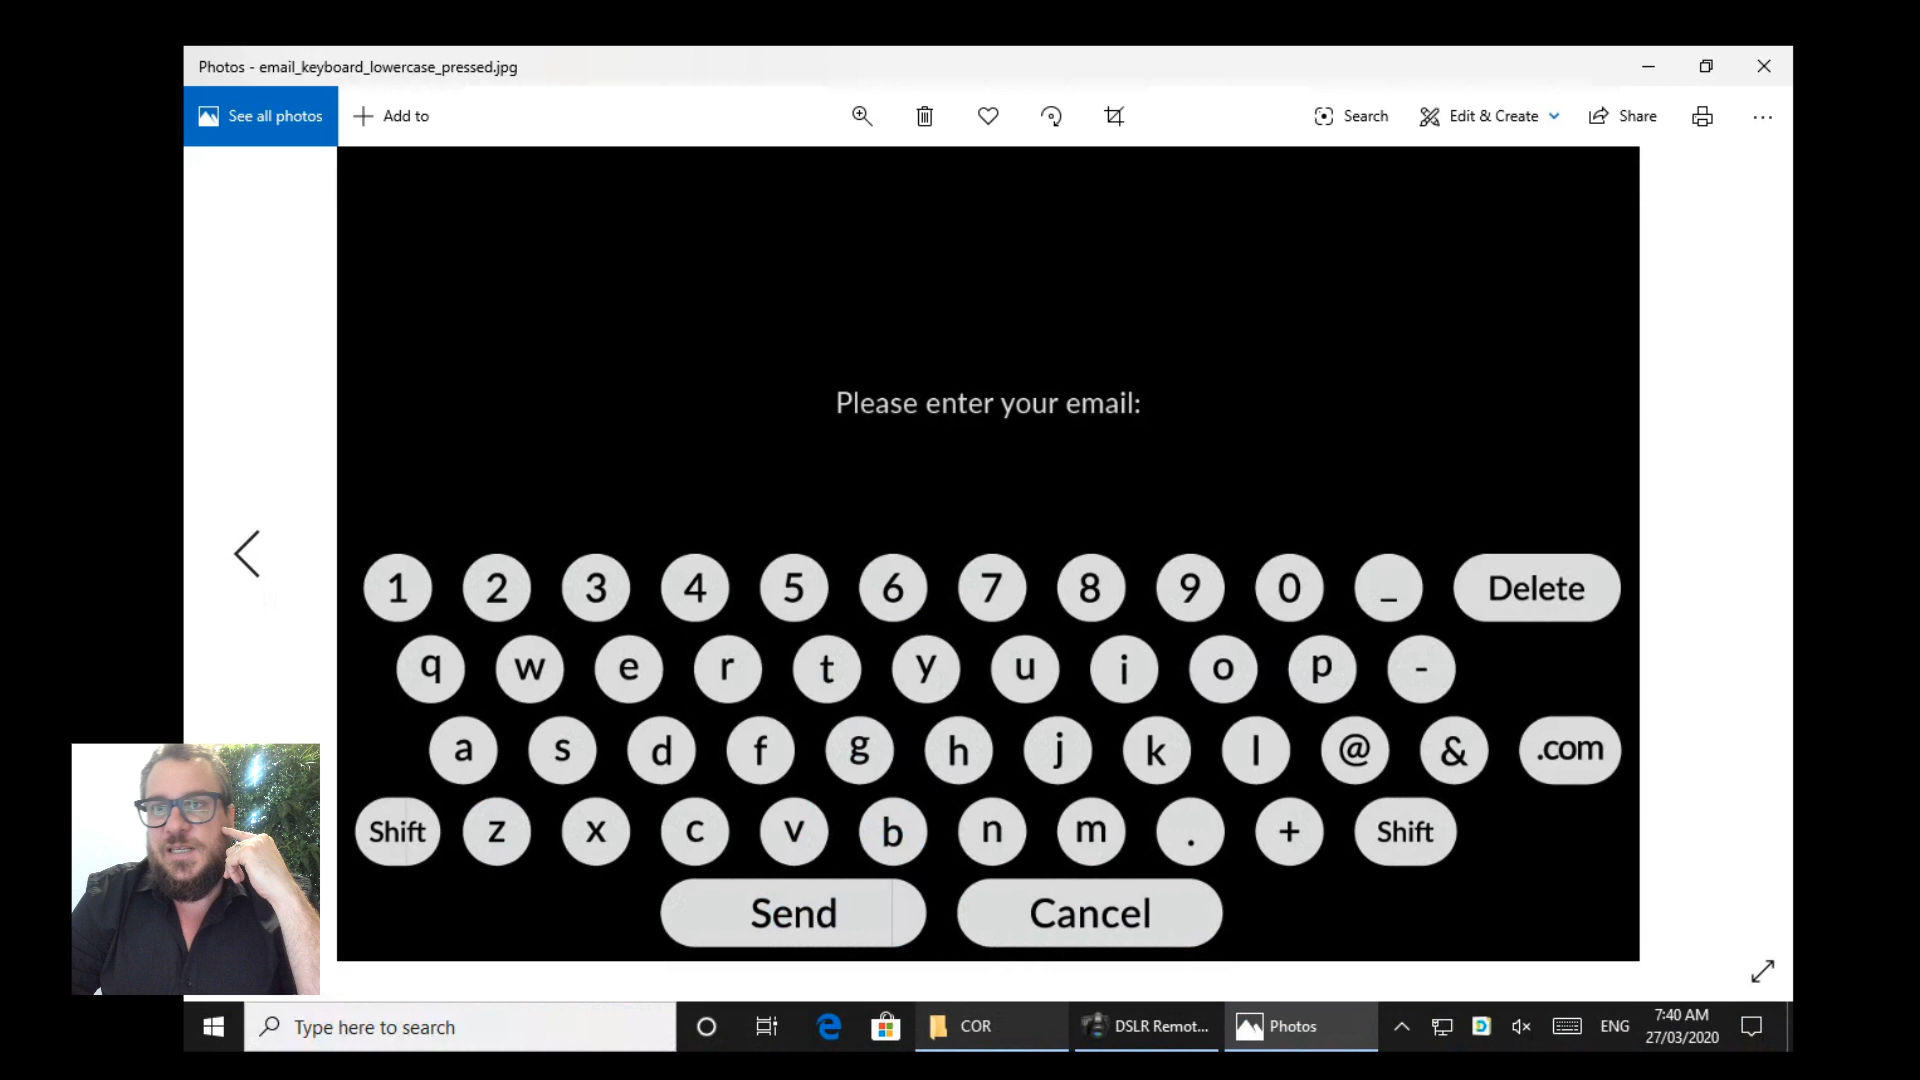 Photos - email_keyboard_lowercase_pressed.jpg
See all photos Add to Search Edit & Create Share
Please enter your email:
1 2 3 4 5 6 7 8 9 0 _ Delete
q w e r t y u i o p -
a s d f g h j k l @ & .com
Shift z x c v b n m . + Shift
Send Cancel
Type here to search COR DSLR Remot... Photos ENG 7:40 AM
27/03/2020